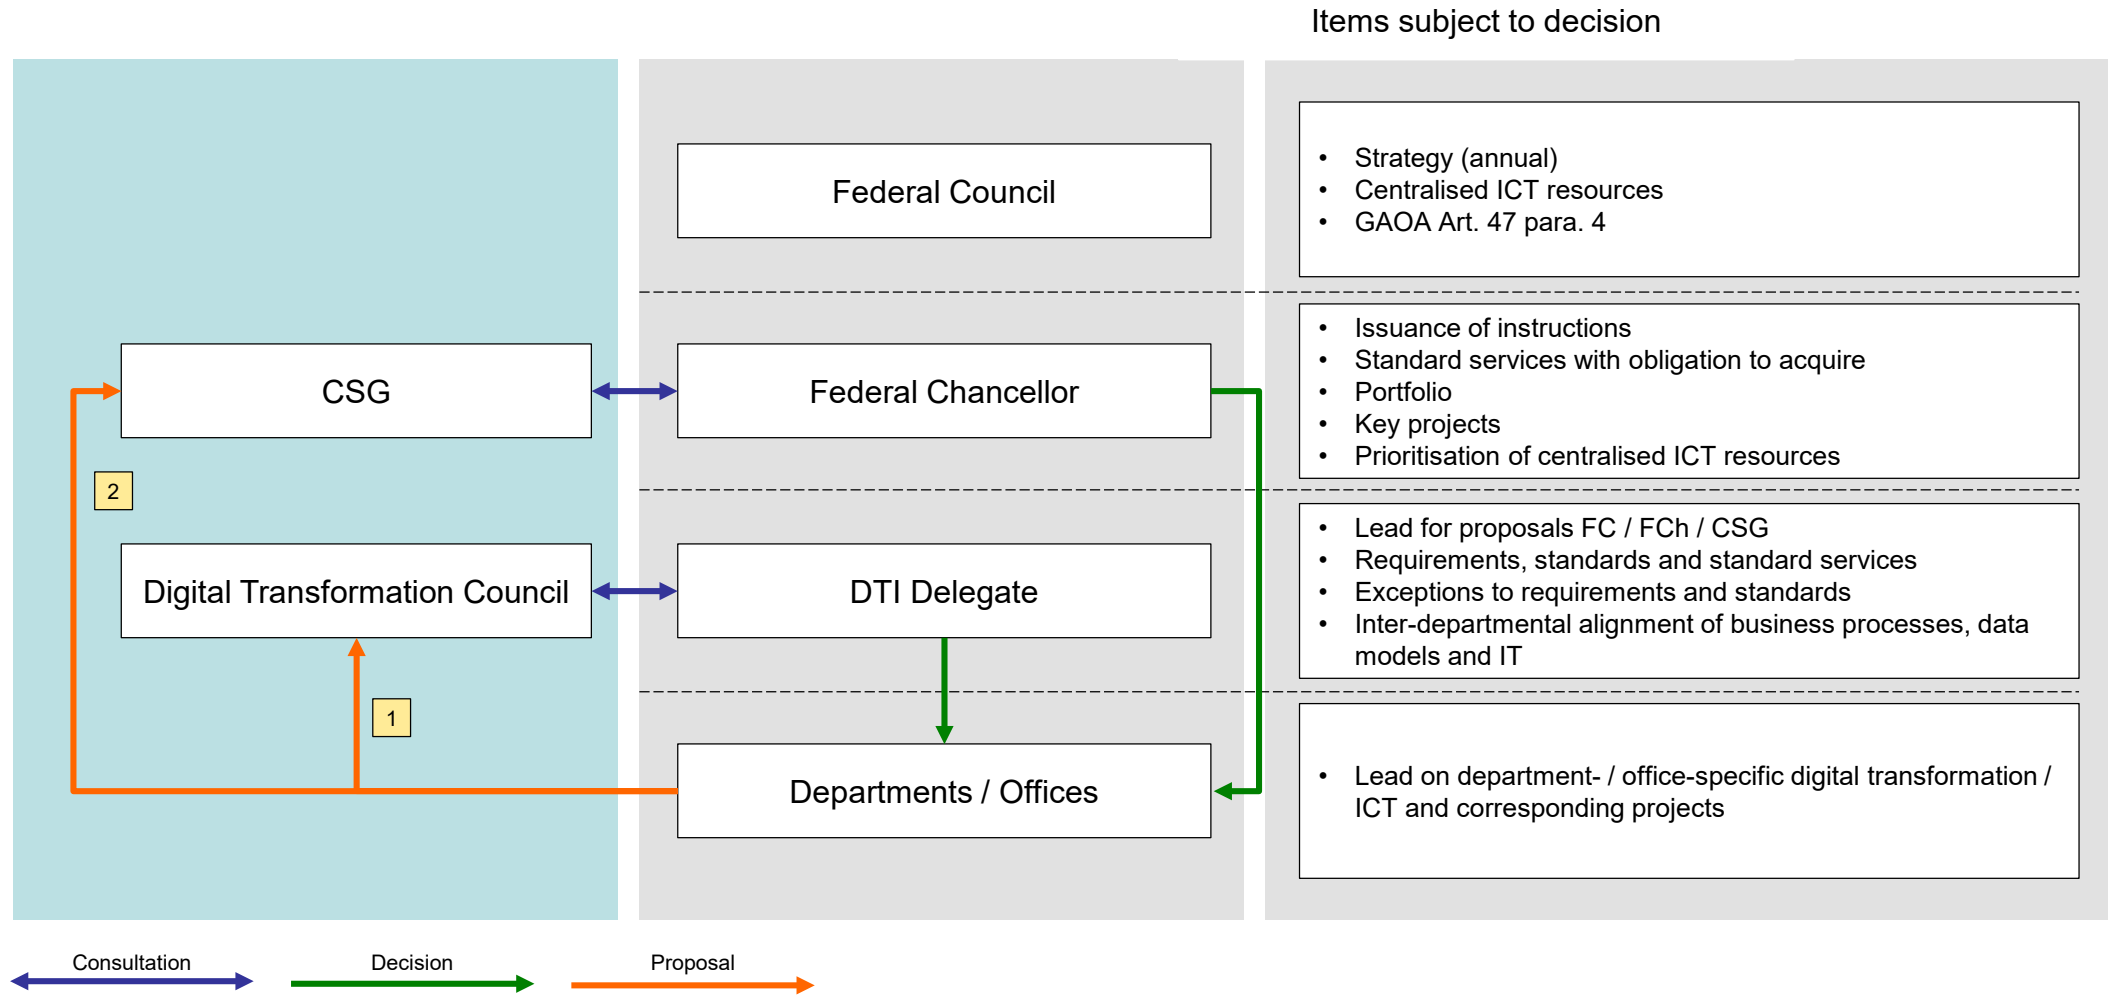 Items subject to decision
Federal Council
• Strategy (annual)
• Centralised ICT resources
• GAOA Art. 47 para. 4
CSG
Federal Chancellor
• Issuance of instructions
• Standard services with obligation to acquire
• Portfolio
• Key projects
• Prioritisation of centralised ICT resources
2
Digital Transformation Council
DTI Delegate
• Lead for proposals FC / FCh / CSG
• Requirements, standards and standard services
• Exceptions to requirements and standards
• Inter-departmental alignment of business processes, data
models and IT
1
Departments / Offices
• Lead on department- / office-specific digital transformation /
ICT and corresponding projects
Consultation
Decision
Proposal